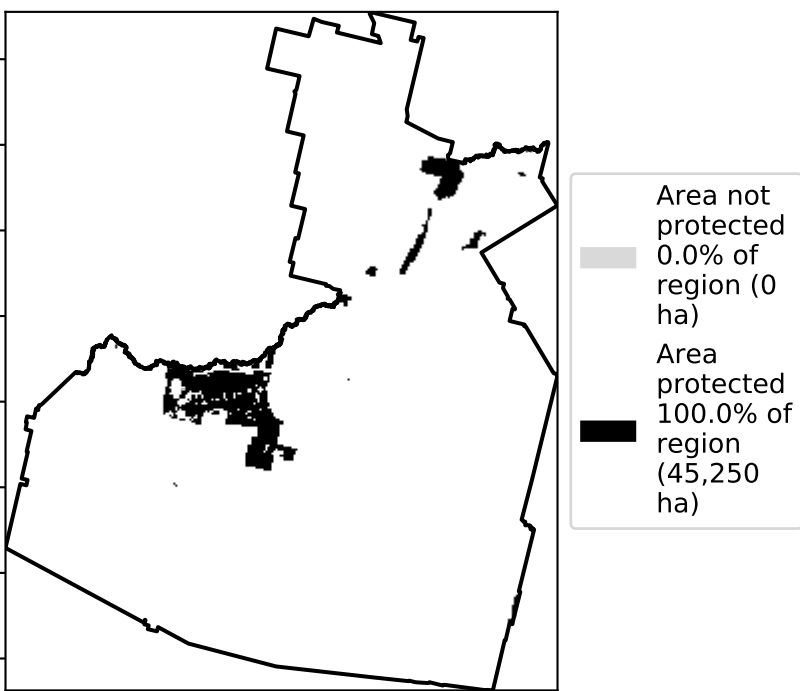 Area not
protected
0.0% of
region (0
ha)
Area
protected
100.0% of
region
(45,250
ha)